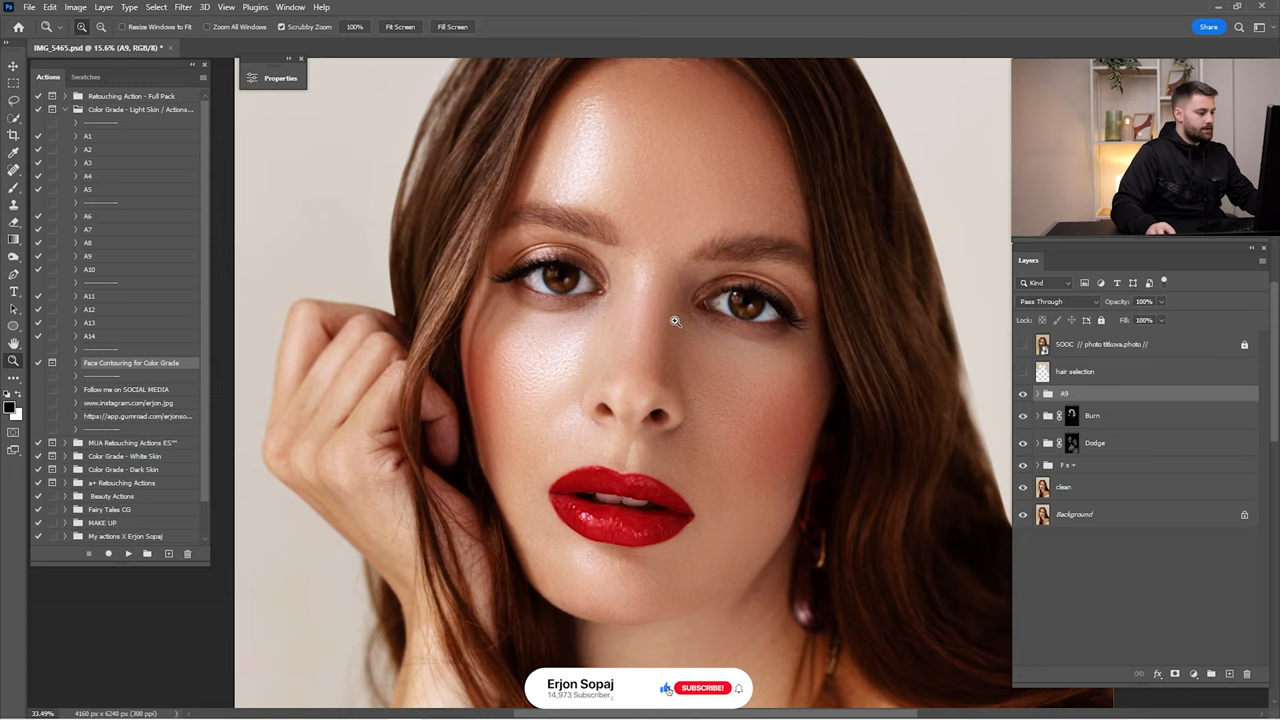 Ps File Edit Image Layer Type Select Filter 3D View Plugins Window Help
Resize Windows to Fit Zoom All Windows Scrubby Zoom 100% Fit Screen Fill Screen Share
IMG_5465.psd @ 15.6% (A9, RGB/8) *
Actions Swatches
Retouching Action - Full Pack
Color Grade - Light Skin / Actions...
--------------
A1
A2
A3
A4
A5
--------------
A6
A7
A8
A9
A10
--------------
A11
A12
A13
A14
--------------
Face Contouring for Color Grade
--------------
Follow me on SOCIAL MEDIA
www.instagram.com/erjon.jpg
https://app.gumroad.com/erjonso...
--------------
MUA Retouching Actions ES™
Color Grade - White Skin
Color Grade - Dark Skin
a+ Retouching Actions
Beauty Actions
Fairy Tales CG
MAKE UP
My actions X Erjon Sopaj
Properties
Layers
Kind
Pass Through Opacity: 100%
Lock: Fill: 100%
SOOC // photo titkova.photo //
hair selection
A9
Burn
Dodge
F s +
clean
Background
fx
Erjon Sopaj
14,973 Subscriber
SUBSCRIBE!
33.49% 4160 px x 6240 px (300 ppi)